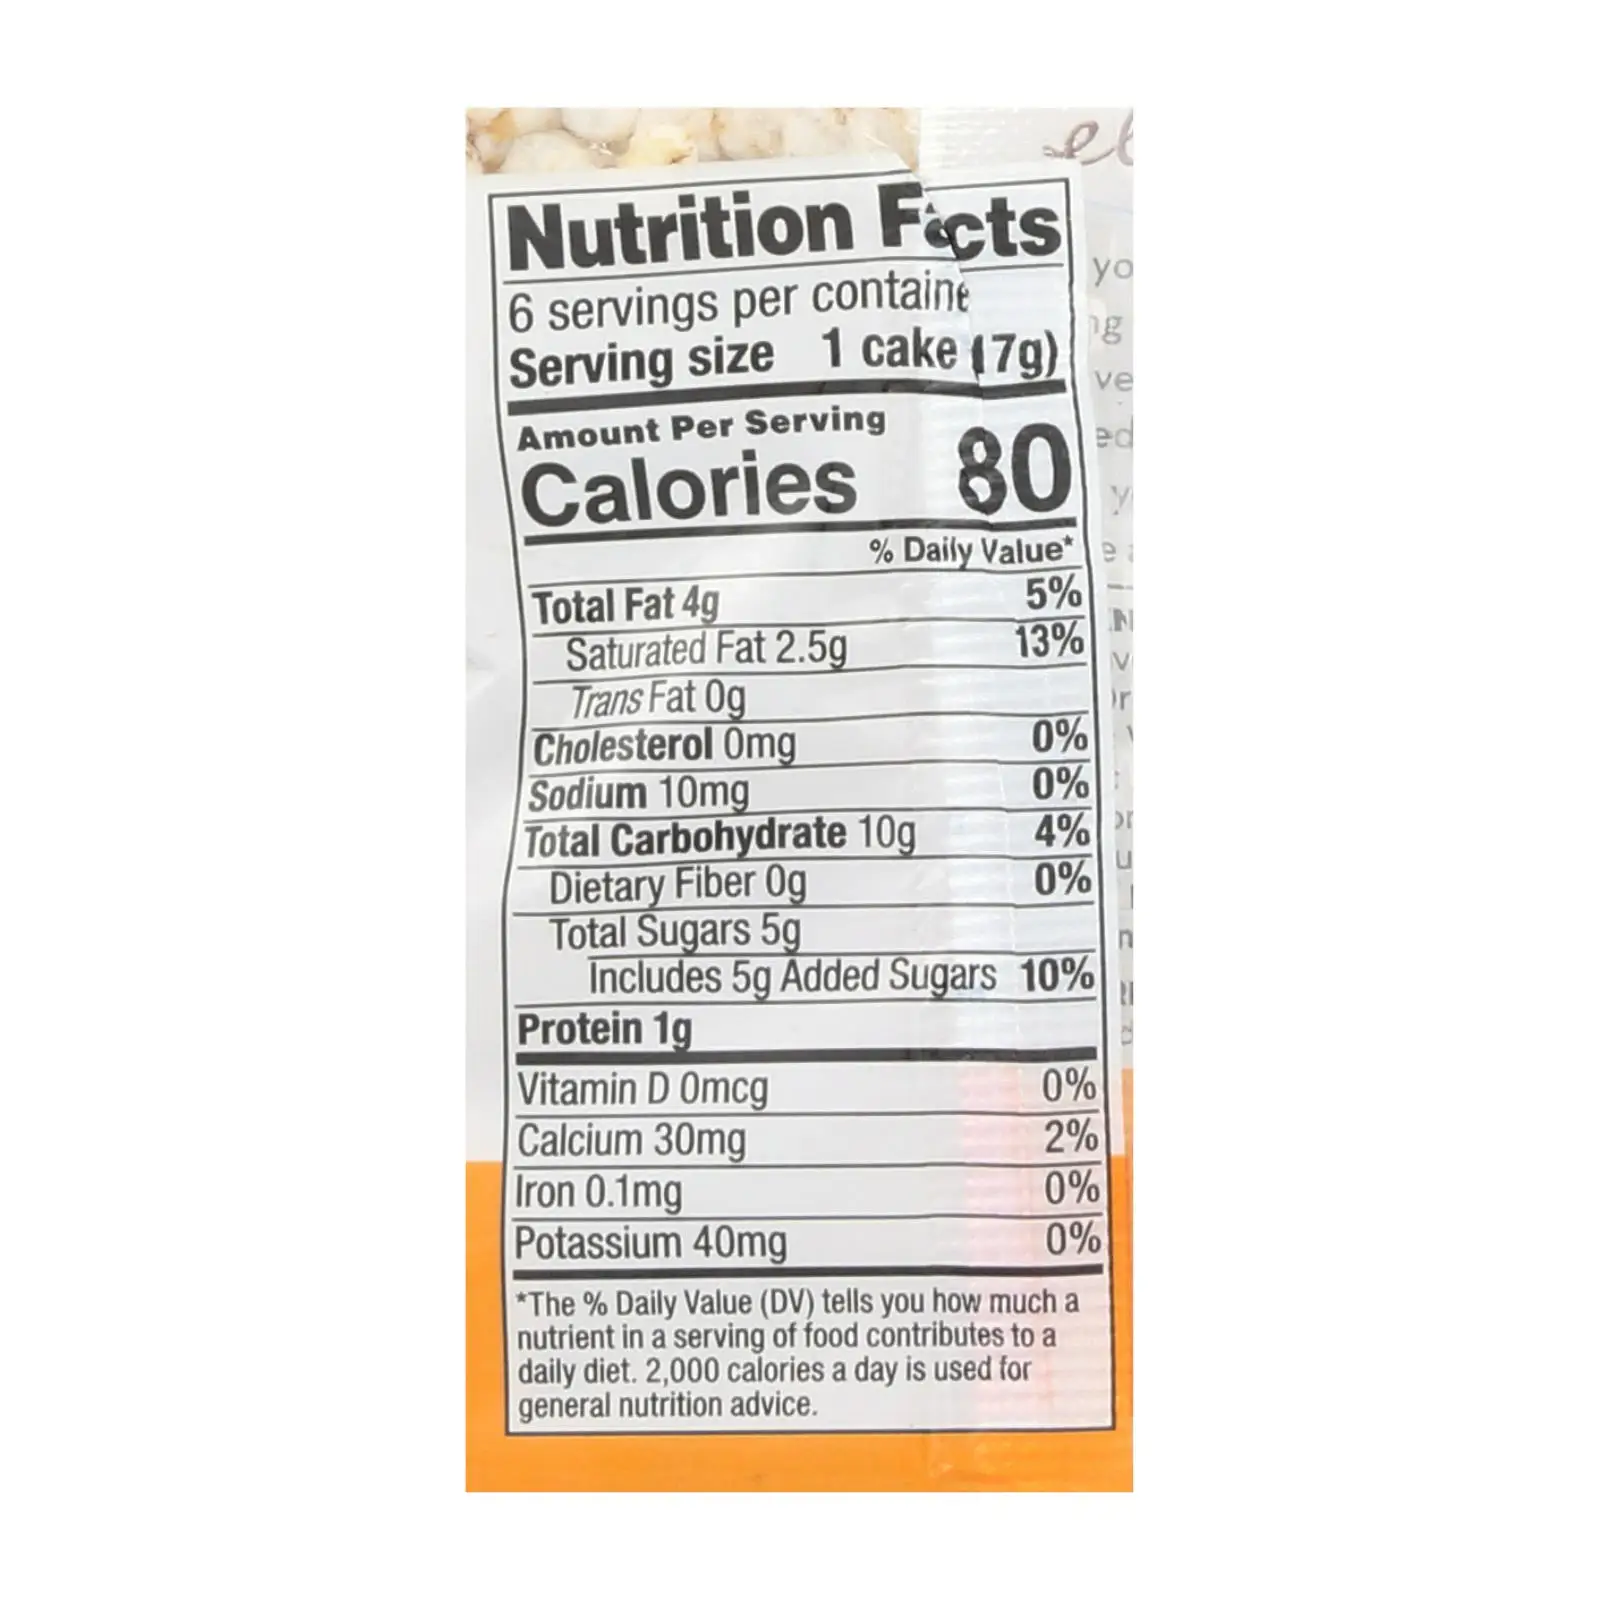 Nutrition Facts
6 servings per containe
Serving size 1 cake (17g)
Amount Per Serving
Calories 80
% Daily Value*
Total Fat 4g 5%
Saturated Fat 2.5g 13%
Trans Fat 0g
Cholesterol 0mg 0%
Sodium 10mg 0%
Total Carbohydrate 10g 4%
Dietary Fiber 0g 0%
Total Sugars 5g
Includes 5g Added Sugars 10%
Protein 1g
Vitamin D 0mcg 0%
Calcium 30mg 2%
Iron 0.1mg 0%
Potassium 40mg 0%
*The % Daily Value (DV) tells you how much a
nutrient in a serving of food contributes to a
daily diet. 2,000 calories a day is used for
general nutrition advice.